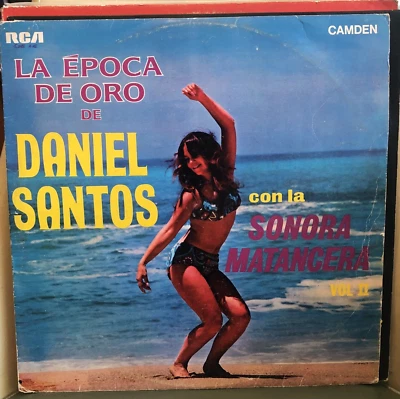 RCA
CAMDEN
LA ÉPOCA
DE ORO
DE
DANIEL
SANTOS
con la
SONORA
MATANCERA
VOL II